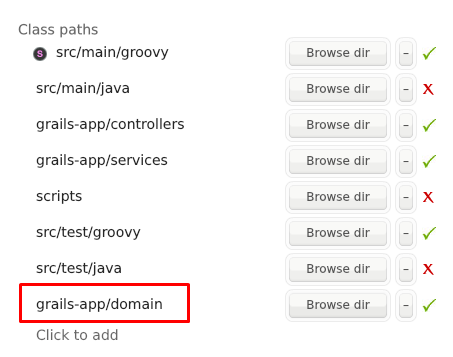 Class paths
S src/main/groovy Browse dir -
src/main/java Browse dir -
grails-app/controllers Browse dir -
grails-app/services Browse dir -
scripts Browse dir -
src/test/groovy Browse dir -
src/test/java Browse dir -
grails-app/domain Browse dir -
Click to add